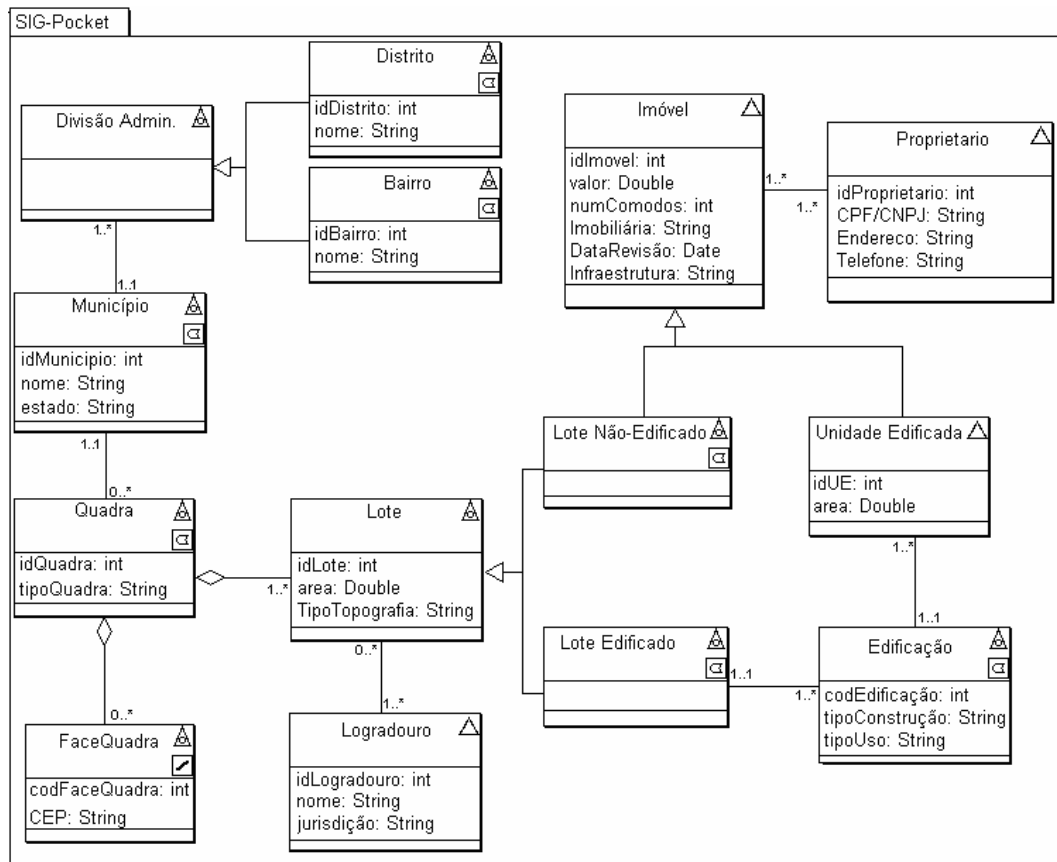 SIG-Pocket
Distrito
idDistrito: int
nome: String
Divisão Admin.
Bairro
idBairro: int
nome: String
1..*
1..1
Município
idMunicipio: int
nome: String
estado: String
1..1
0..*
Quadra
idQuadra: int
tipoQuadra: String
1..*
0..*
FaceQuadra
codFaceQuadra: int
CEP: String
Lote
idLote: int
area: Double
TipoTopografia: String
0..*
1..*
Logradouro
idLogradouro: int
nome: String
jurisdição: String
Imóvel
idImovel: int
valor: Double
numComodos: int
Imobiliária: String
DataRevisão: Date
Infraestrutura: String
1..*
1..*
Proprietario
idProprietario: int
CPF/CNPJ: String
Endereco: String
Telefone: String
Lote Não-Edificado
Unidade Edificada
idUE: int
area: Double
1..*
1..1
Lote Edificado
1..1
1..*
Edificação
codEdificação: int
tipoConstrução: String
tipoUso: String